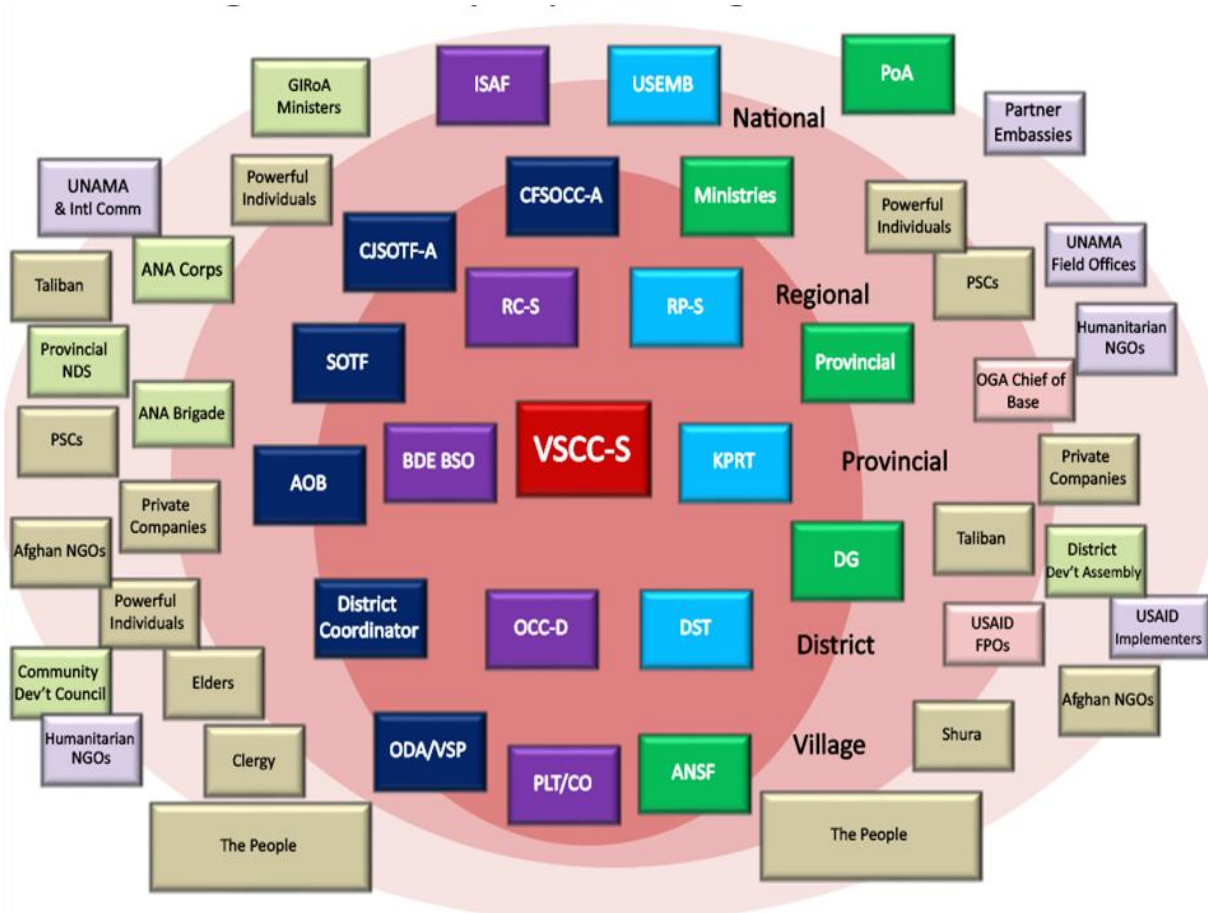 ISAF
USEMB
PoA
GIRoA
Ministers
National
Partner
Embassies
UNAMA
& Intl Comm
Powerful
Individuals
CFSOCC-A
Ministries
Powerful
Individuals
CJSOTF-A
UNAMA
Field Offices
Taliban
ANA Corps
RC-S
RP-S
Regional
PSCs
Humanitarian
NGOs
Provincial
NDS
SOTF
Provincial
OGA Chief of
Base
ANA Brigade
PSCs
BDE BSO
VSCC-S
KPRT
Provincial
Private
Companies
AOB
Private
Companies
Afghan NGOs
Taliban
DG
District
Dev't Assembly
Powerful
Individuals
District
Coordinator
OCC-D
DST
District
USAID
FPOs
USAID
Implementers
Community
Dev't Council
Elders
Afghan NGOs
Humanitarian
NGOs
Clergy
ODA/VSP
PLT/CO
ANSF
Village
Shura
The People
The People